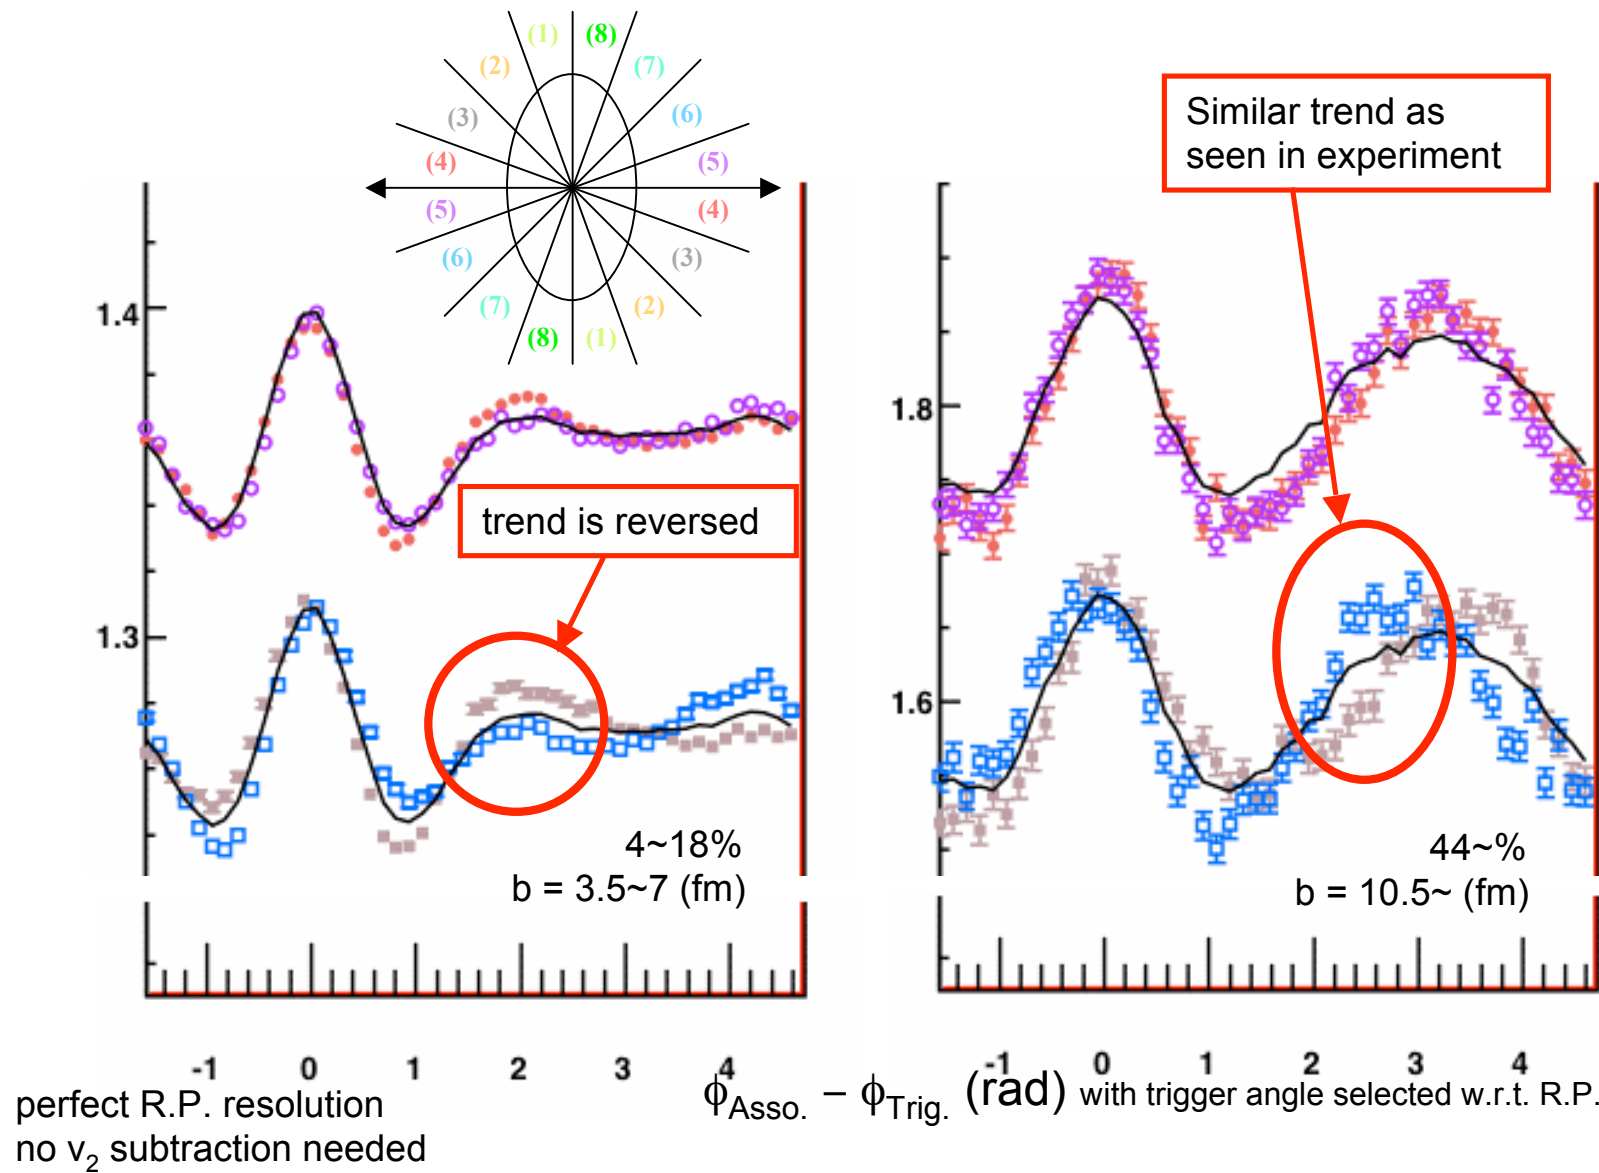 (1) (8)
(2) (7)
(3) (6)
(4) (5)
(5) (4)
(6) (3)
(7) (2)
(8) (1)
Similar trend as
seen in experiment
trend is reversed
1.4
1.3
4~18%
b = 3.5~7 (fm)
-1 0 1 2 3 4
1.8
1.6
44~%
b = 10.5~ (fm)
-1 0 1 2 3 4
ϕAsso. – ϕTrig. (rad) with trigger angle selected w.r.t. R.P.
perfect R.P. resolution
no v2 subtraction needed